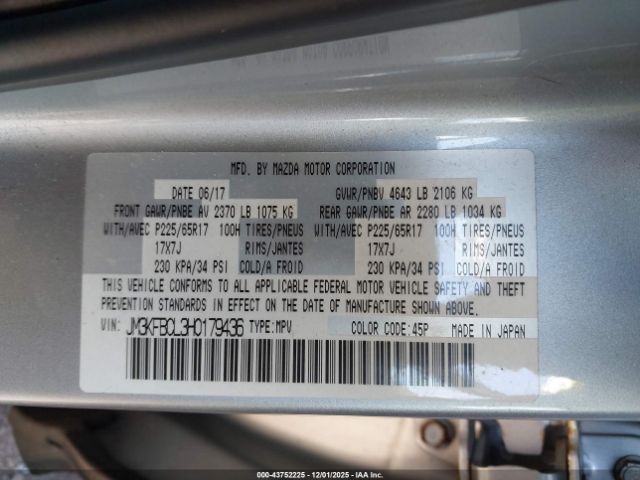 MFD. BY MAZDA MOTOR CORPORATION
DATE 06/17 GVWR/PNBV 4643 LB 2106 KG
FRONT GAWR/PNBE AV 2370 LB 1075 KG REAR GAWR/PNBE AR 2280 LB 1034 KG
WITH/AVEC P225/65R17 100H TIRES/PNEUS WITH/AVEC P225/65R17 100H TIRES/PNEUS
17X7J RIMS/JANTES 17X7J RIMS/JANTES
230 KPA/34 PSI COLD/A FROID 230 KPA/34 PSI COLD/A FROID
THIS VEHICLE CONFORMS TO ALL APPLICABLE FEDERAL MOTOR VEHICLE SAFETY AND THEFT
PREVENTION STANDARDS IN EFFECT ON THE DATE OF MANUFACTURE SHOWN ABOVE.
VIN: JM3KFBCL3H0179436 TYPE:MPV COLOR CODE:45P MADE IN JAPAN
000-43752225 - 12/01/2025 - IAA Inc.